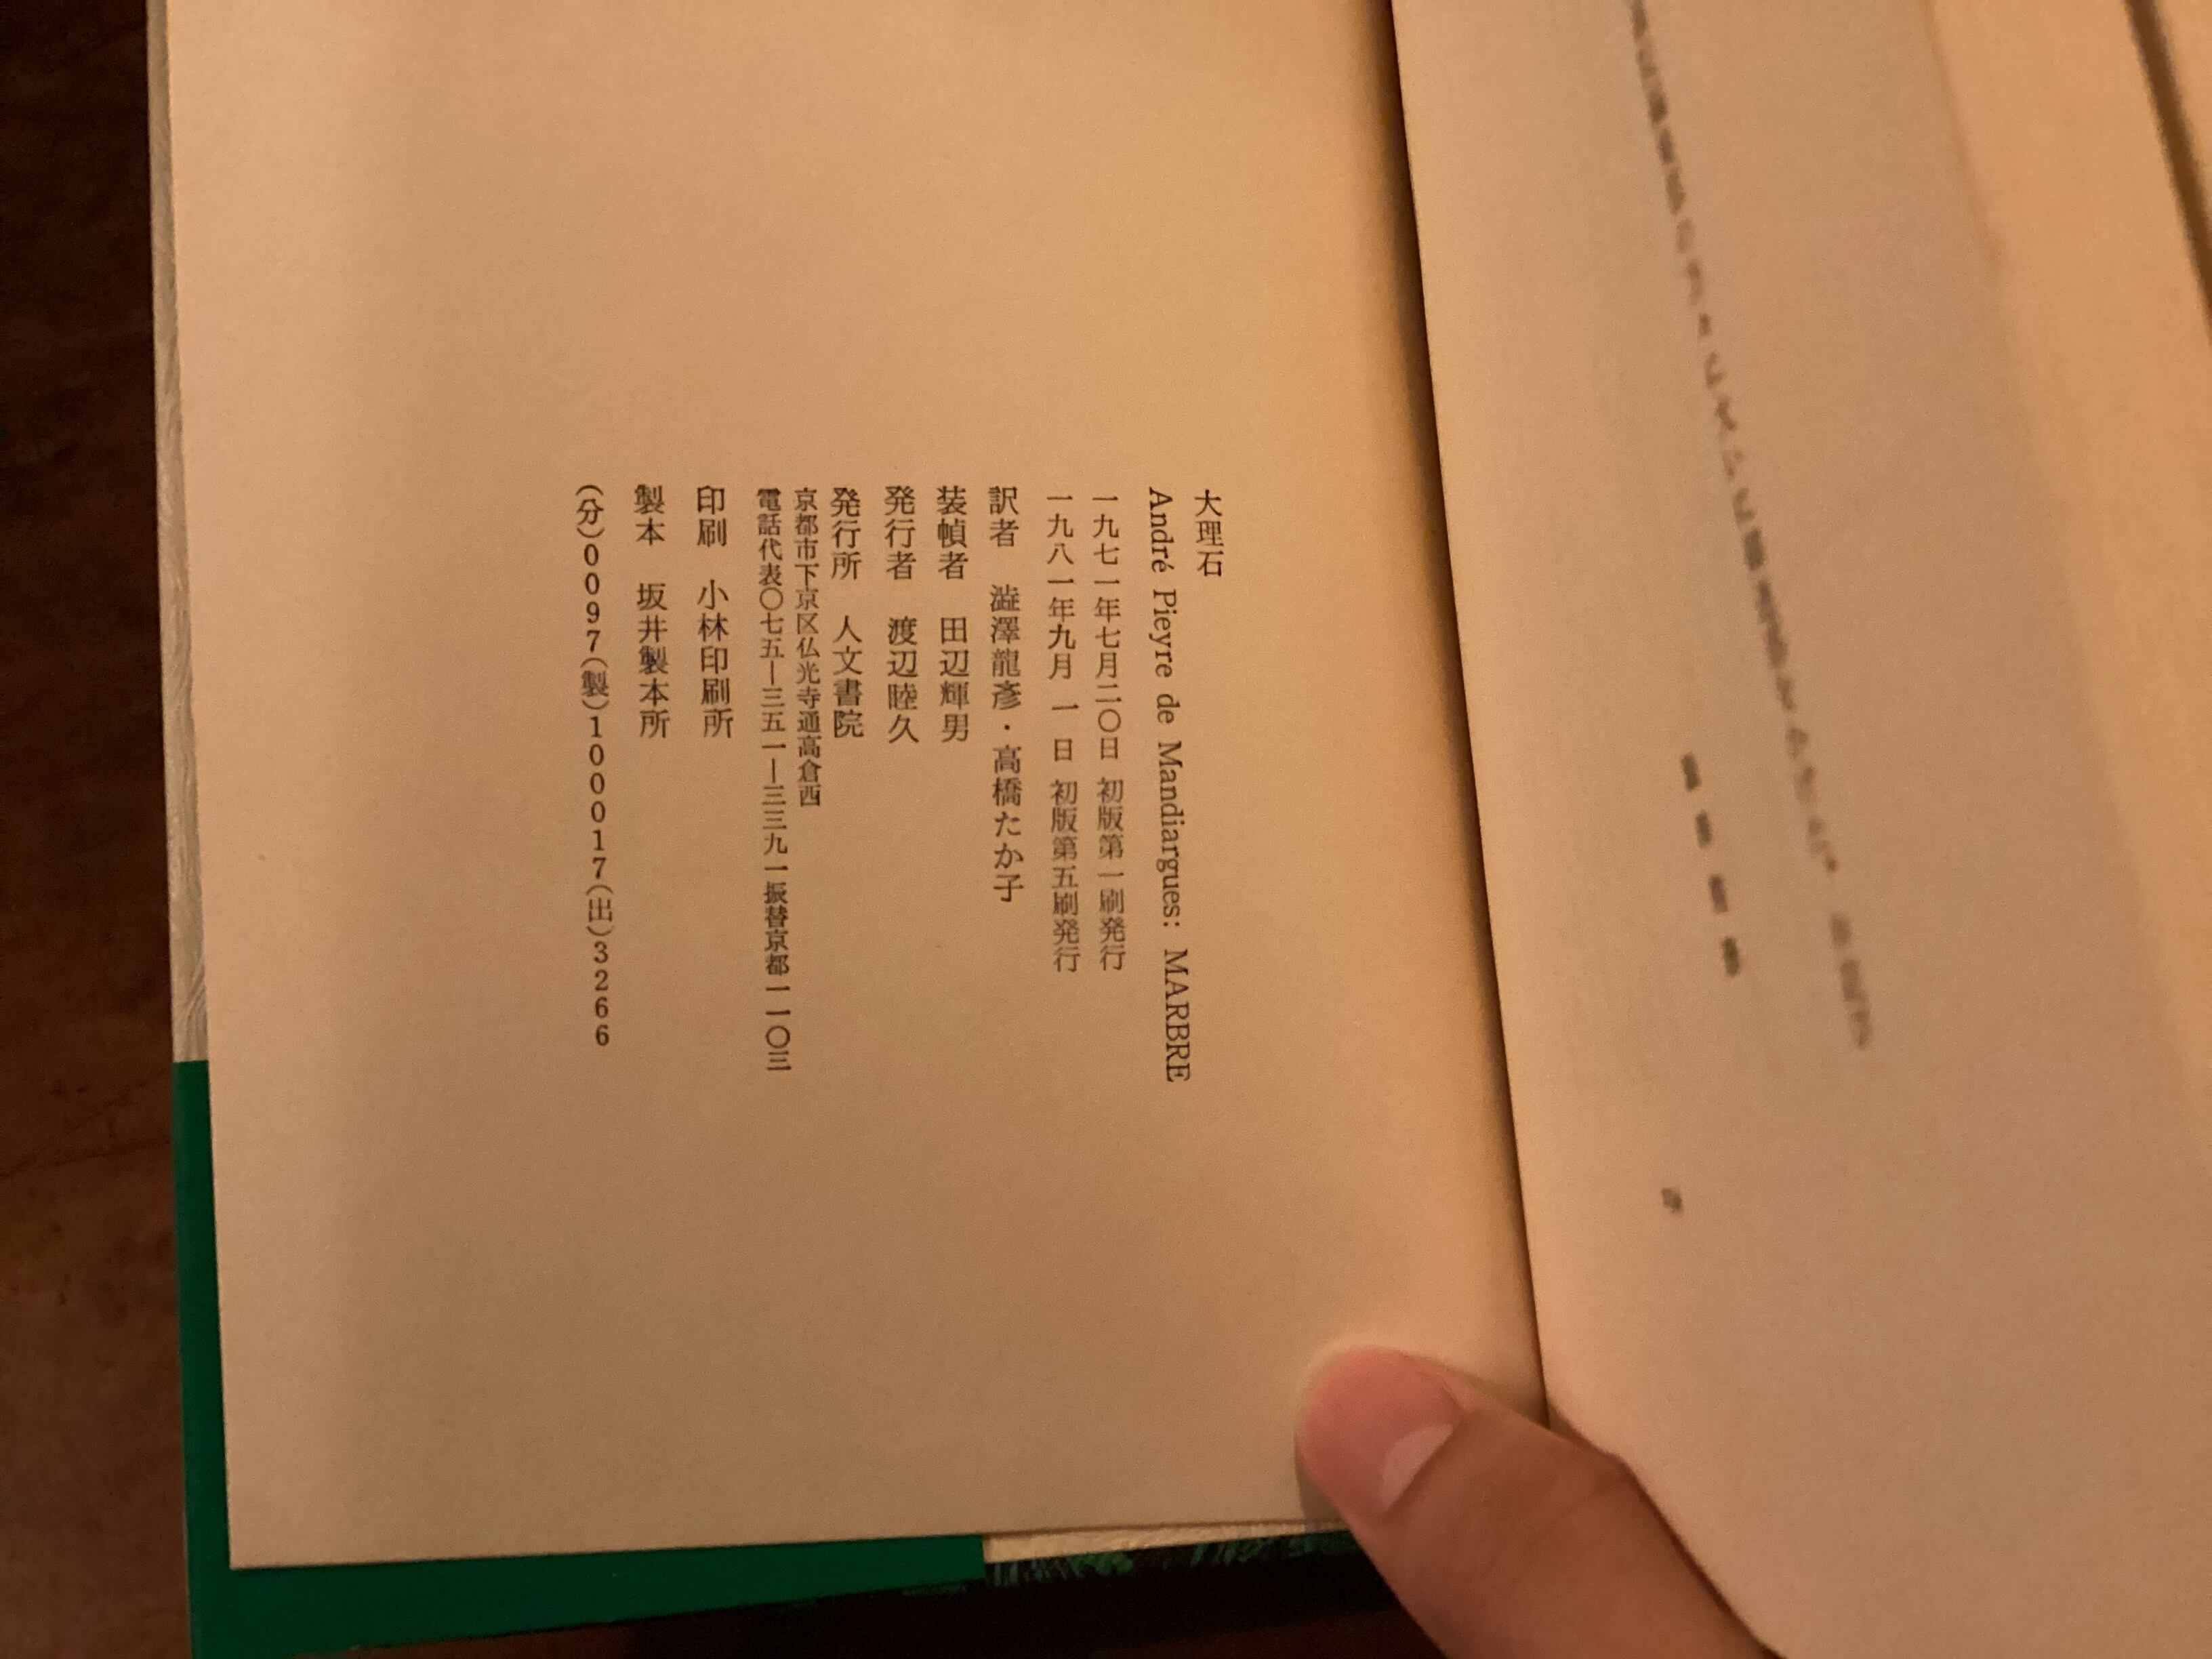 大理石
André Pieyre de Mandiargues: MARBRE
一九七一年七月二〇日 初版第一刷発行
一九八一年九月 一 日 初版第五刷発行
訳者 澁澤龍彥・高橋たか子
装幀者 田辺輝男
発行者 渡辺睦久
発行所 人文書院
京都市下京区仏光寺通高倉西
電話代表〇七五ー三五一ー三三九一振替京都一一〇三
印刷 小林印刷所
製本 坂井製本所
(分)0097(製)100017(出)3266